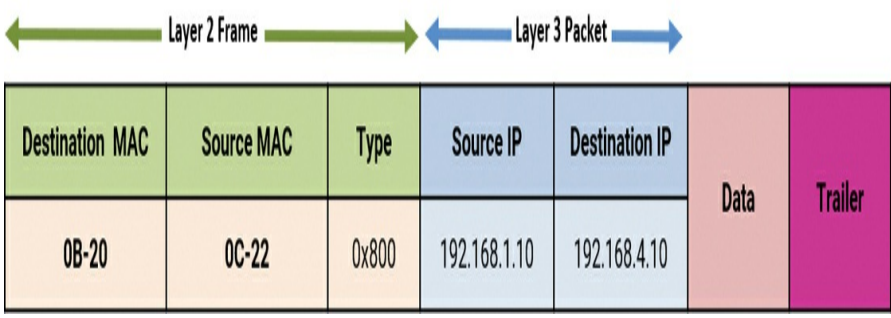 Layer 2 Frame Layer 3 Packet
Destination MAC Source MAC Type Source IP Destination IP Data Trailer
0B-20 0C-22 0x800 192.168.1.10 192.168.4.10